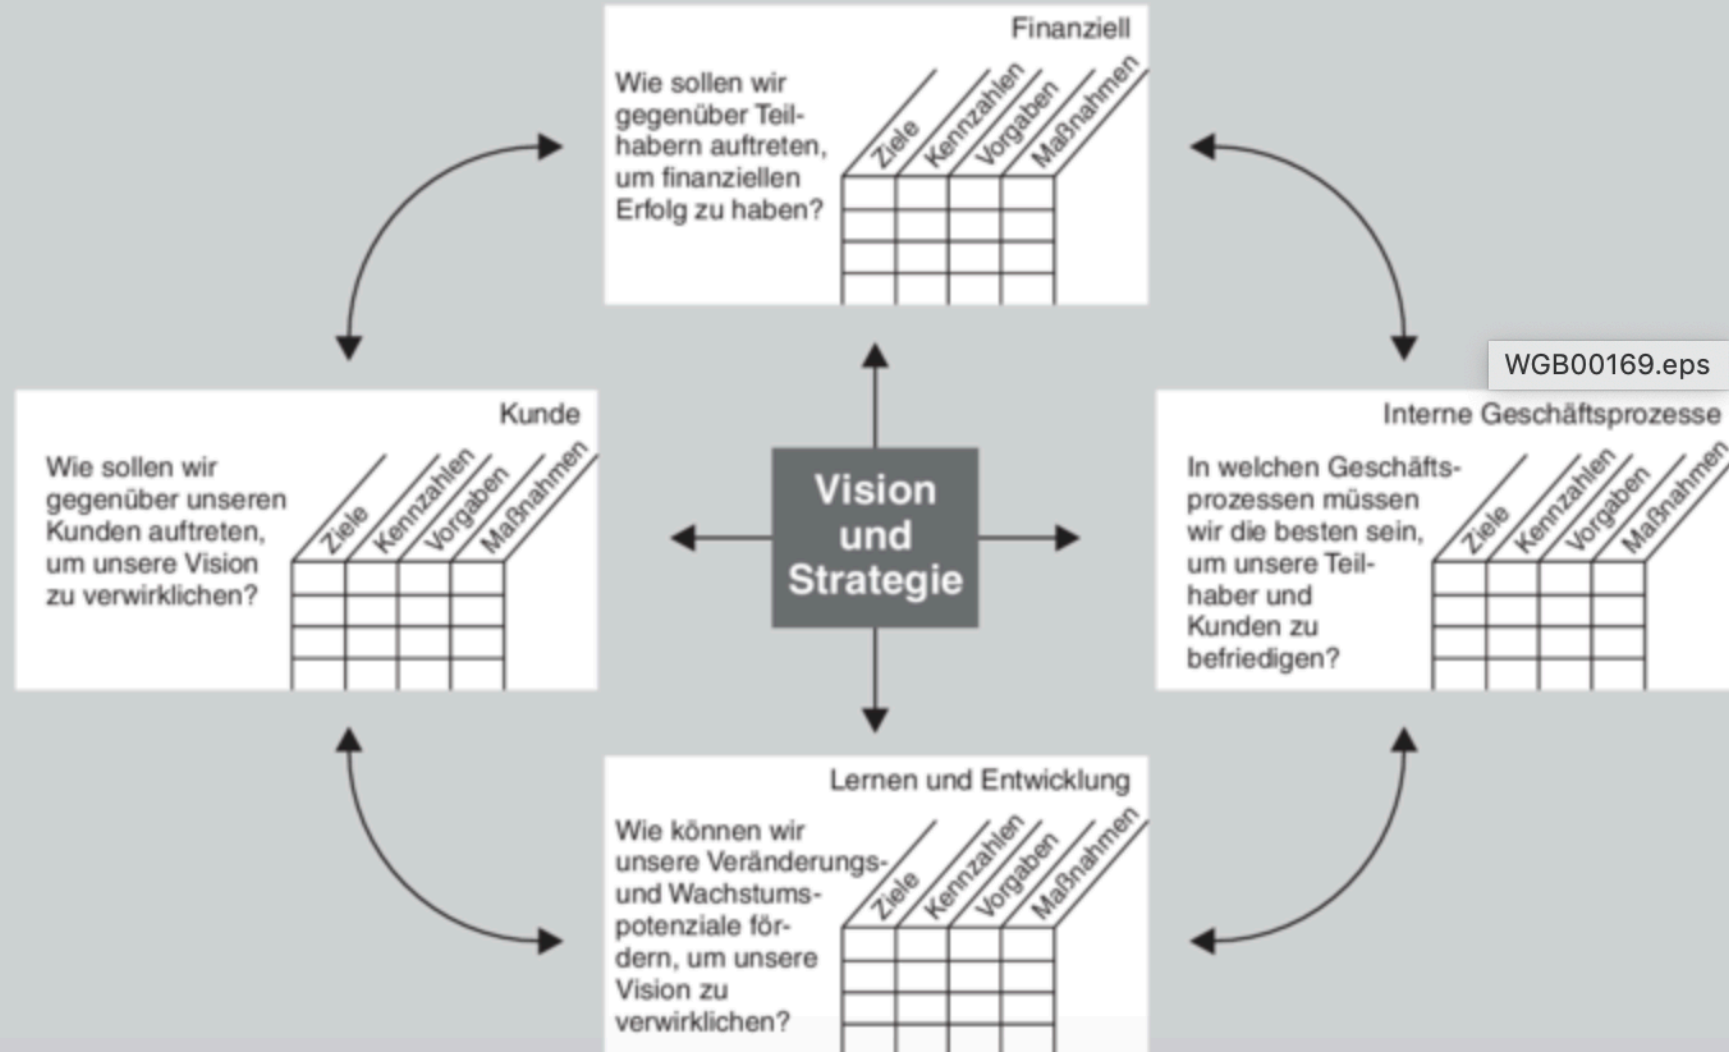 Finanziell
Wie sollen wir
gegenüber Teil-
habern auftreten,
um finanziellen
Erfolg zu haben?
Ziele
Kennzahlen
Vorgaben
Maßnahmen
Kunde
Wie sollen wir
gegenüber unseren
Kunden auftreten,
um unsere Vision
zu verwirklichen?
Ziele
Kennzahlen
Vorgaben
Maßnahmen
Vision
und
Strategie
WGB00169.eps
Interne Geschäftsprozesse
In welchen Geschäfts-
prozessen müssen
wir die besten sein,
um unsere Teil-
haber und
Kunden zu
befriedigen?
Ziele
Kennzahlen
Vorgaben
Maßnahmen
Lernen und Entwicklung
Wie können wir
unsere Veränderungs-
und Wachstums-
potenziale för-
dern, um unsere
Vision zu
verwirklichen?
Ziele
Kennzahlen
Vorgaben
Maßnahmen